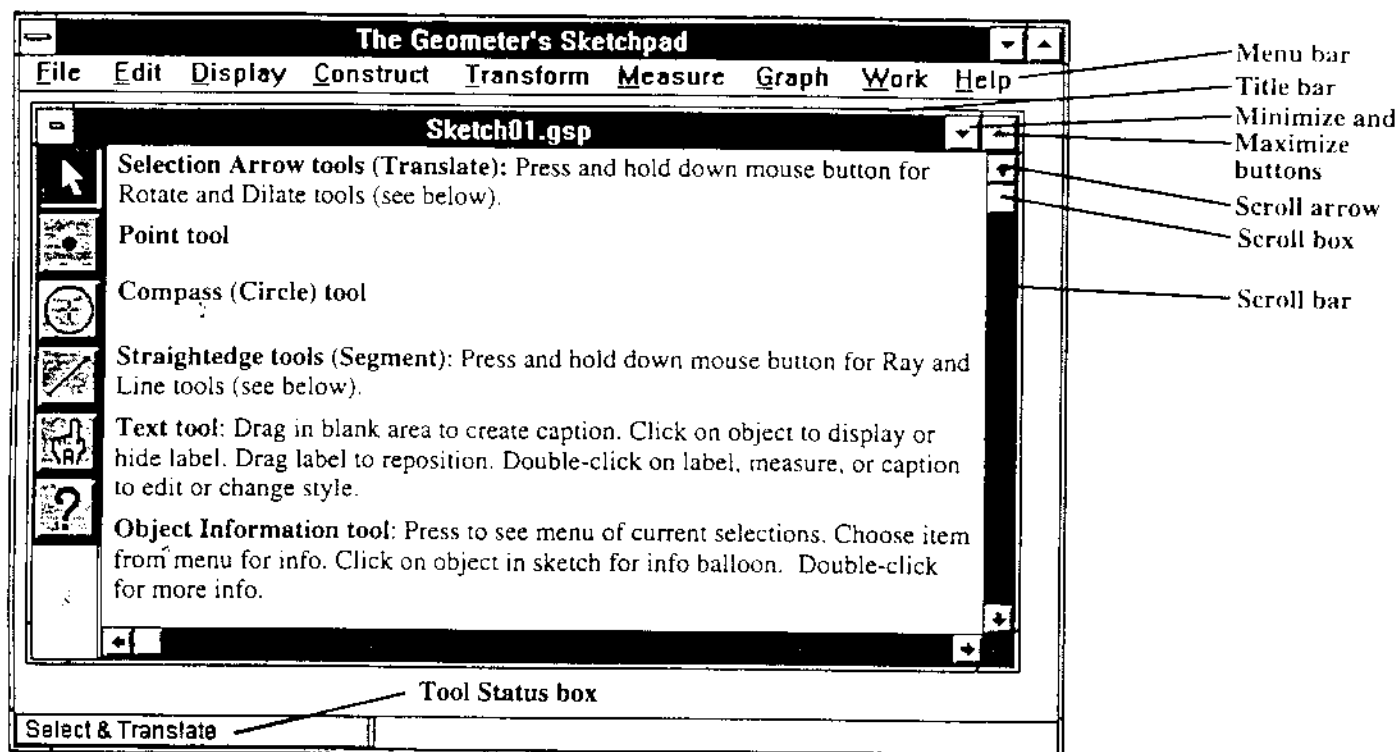 The Geometer's Sketchpad
File Edit Display Construct Transform Measure Graph Work Help
Menu bar
Title bar
Minimize and
Maximize
buttons
Scroll arrow
Scroll box
Scroll bar
Sketch01.gsp
Selection Arrow tools (Translate): Press and hold down mouse button for
Rotate and Dilate tools (see below).
Point tool
Compass (Circle) tool
Straightedge tools (Segment): Press and hold down mouse button for Ray and
Line tools (see below).
A
Text tool: Drag in blank area to create caption. Click on object to display or
hide label. Drag label to reposition. Double-click on label, measure, or caption
to edit or change style.
?
Object Information tool: Press to see menu of current selections. Choose item
from menu for info. Click on object in sketch for info balloon. Double-click
for more info.
Tool Status box
Select & Translate